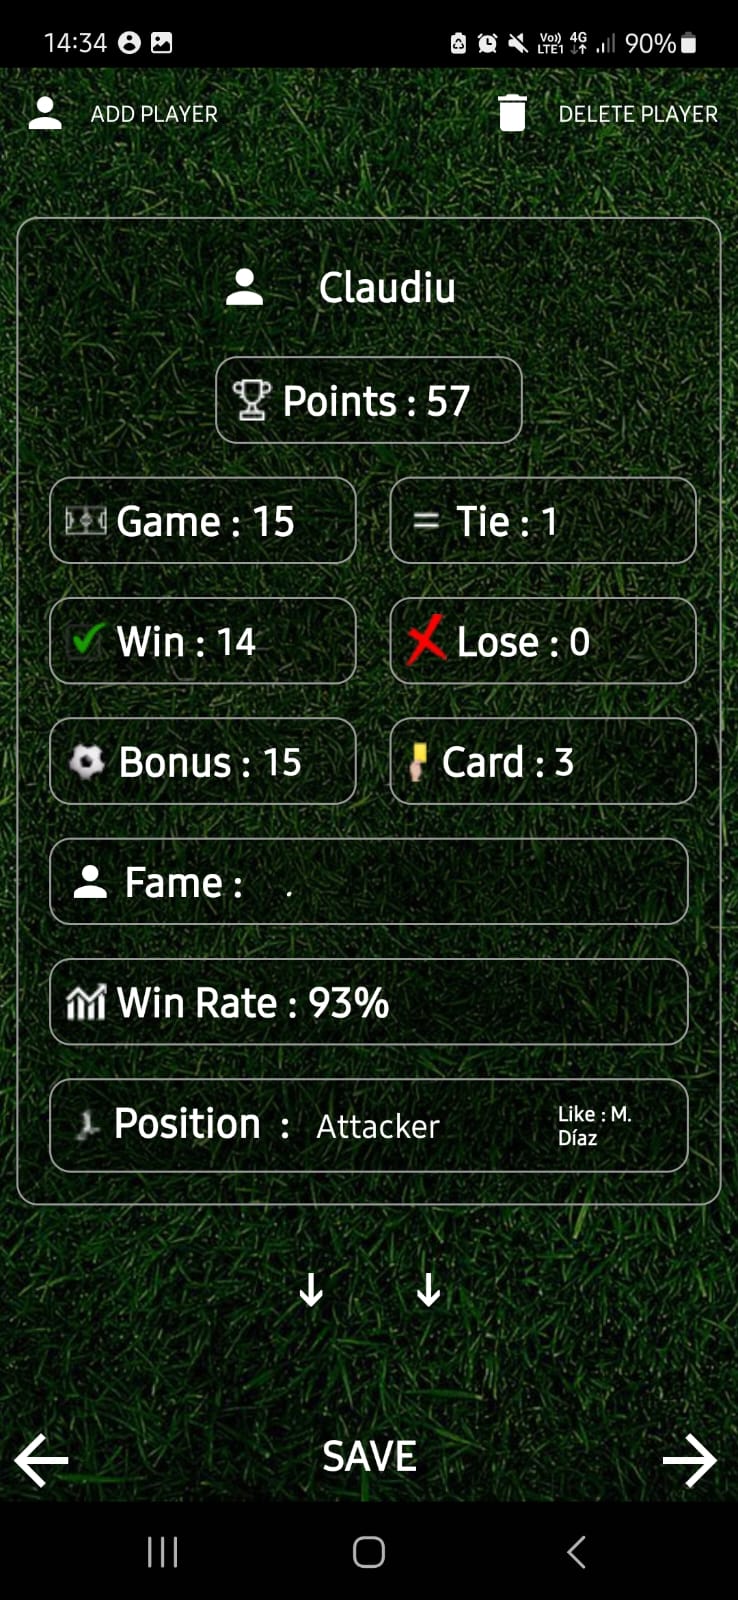 14:34 Vo)) LTE1 4G 90%
ADD PLAYER DELETE PLAYER
Claudiu
Points : 57
Game : 15 Tie : 1
Win : 14 Lose : 0
Bonus : 15 Card : 3
Fame : .
Win Rate : 93%
Position : Attacker Like : M.
Díaz
SAVE